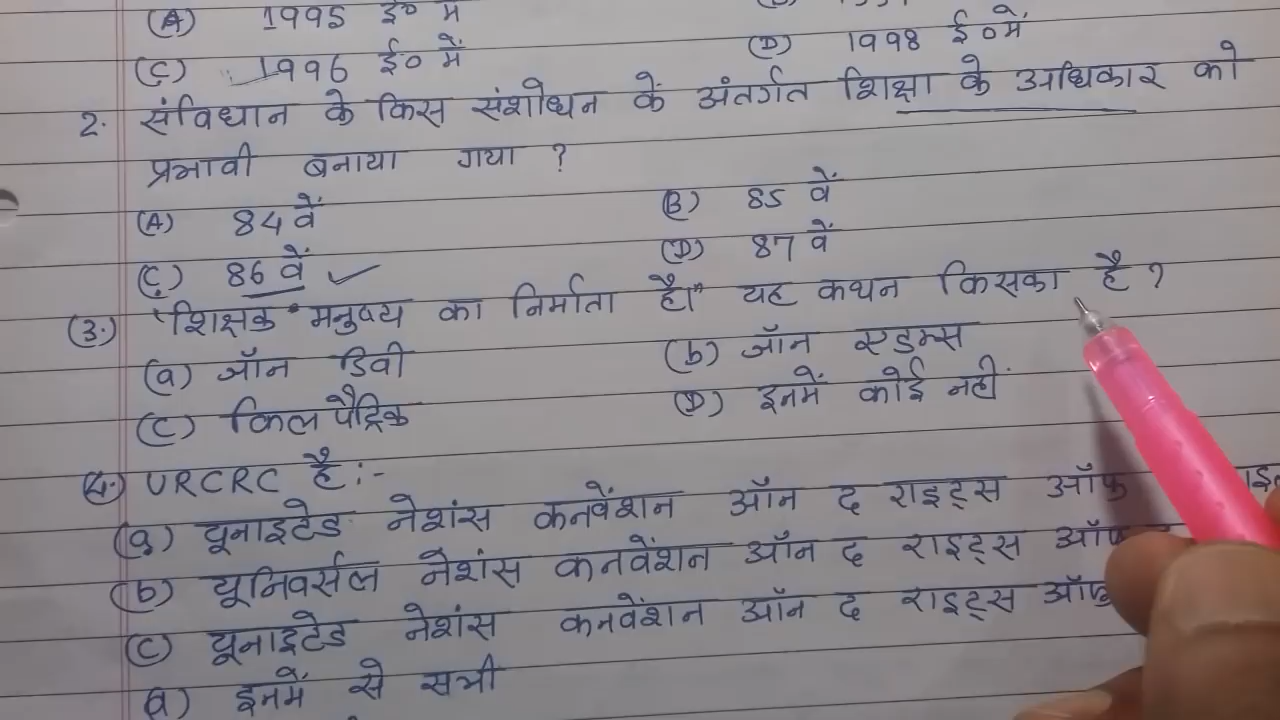 (A) 1995 ई० में
(C) 1996 ई० में (D) 1998 ई० में
2. संविधान के किस संशोधन के अंतर्गत शिक्षा के अधिकार को
प्रभावी बनाया गया ?
(A) 84 वें (B) 85 वें
(C) 86 वें ✓ (D) 87 वें
(3.) "शिक्षक मनुष्य का निर्माता है।" यह कथन किसका है ?
(a) जॉन डिवी (b) जॉन एडम्स
(C) किलपैट्रिक (D) इनमें कोई नहीं
(4.) URCRC है :-
(a) यूनाइटेड नेशंस कनवेंशन ऑन द राइट्स ऑफ
(b) यूनिवर्सल नेशंस कनवेंशन ऑन द राइट्स ऑफ
(C) यूनाइटेड नेशंस कनवेंशन ऑन द राइट्स ऑफ
(d) इनमें से सभी